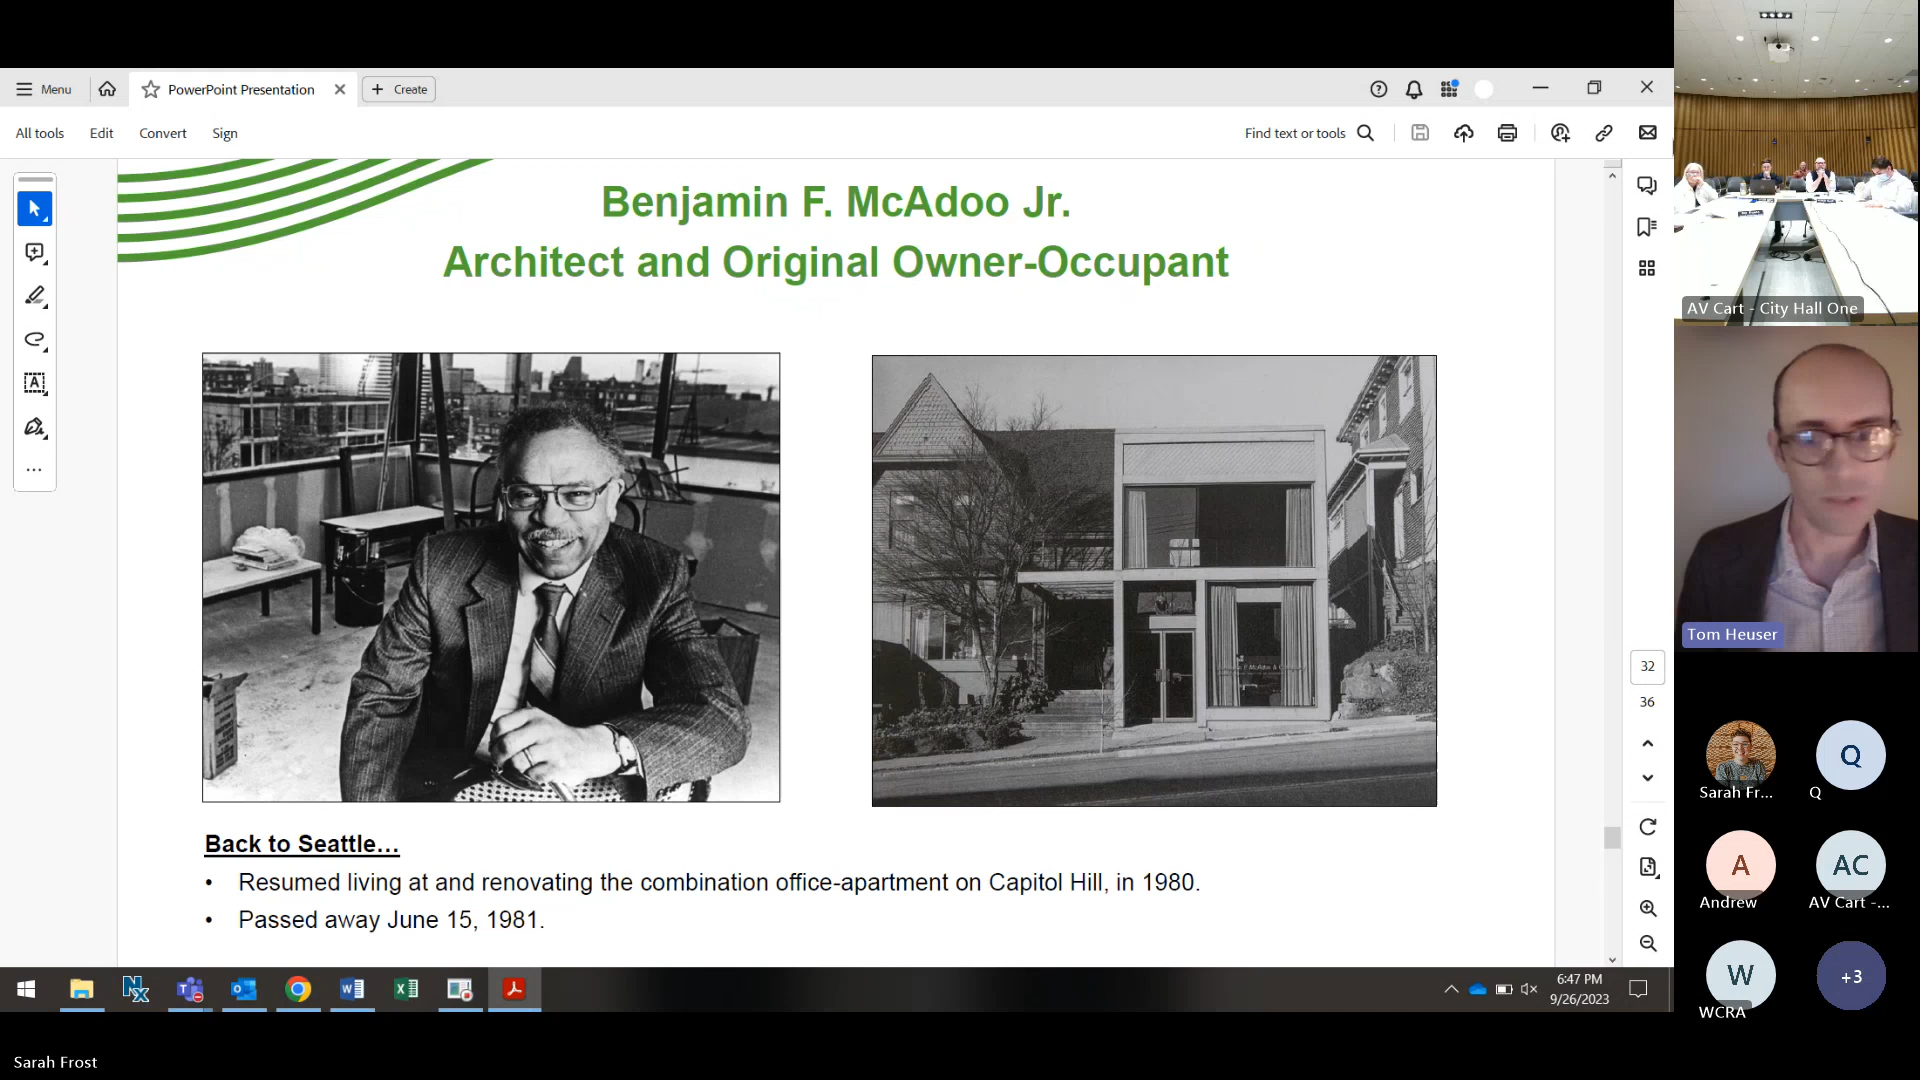 Menu
PowerPoint Presentation
Create
All tools
Edit
Convert
Sign
Find text or tools
Benjamin F. McAdoo Jr.
Architect and Original Owner-Occupant
Back to Seattle…
• Resumed living at and renovating the combination office-apartment on Capitol Hill, in 1980.
• Passed away June 15, 1981.
32
36
6:47 PM
9/26/2023
Sarah Frost
AV Cart - City Hall One
Tom Heuser
Sarah Fr...
Q
Q
A
Andrew
AC
AV Cart -...
W
WCRA
+3